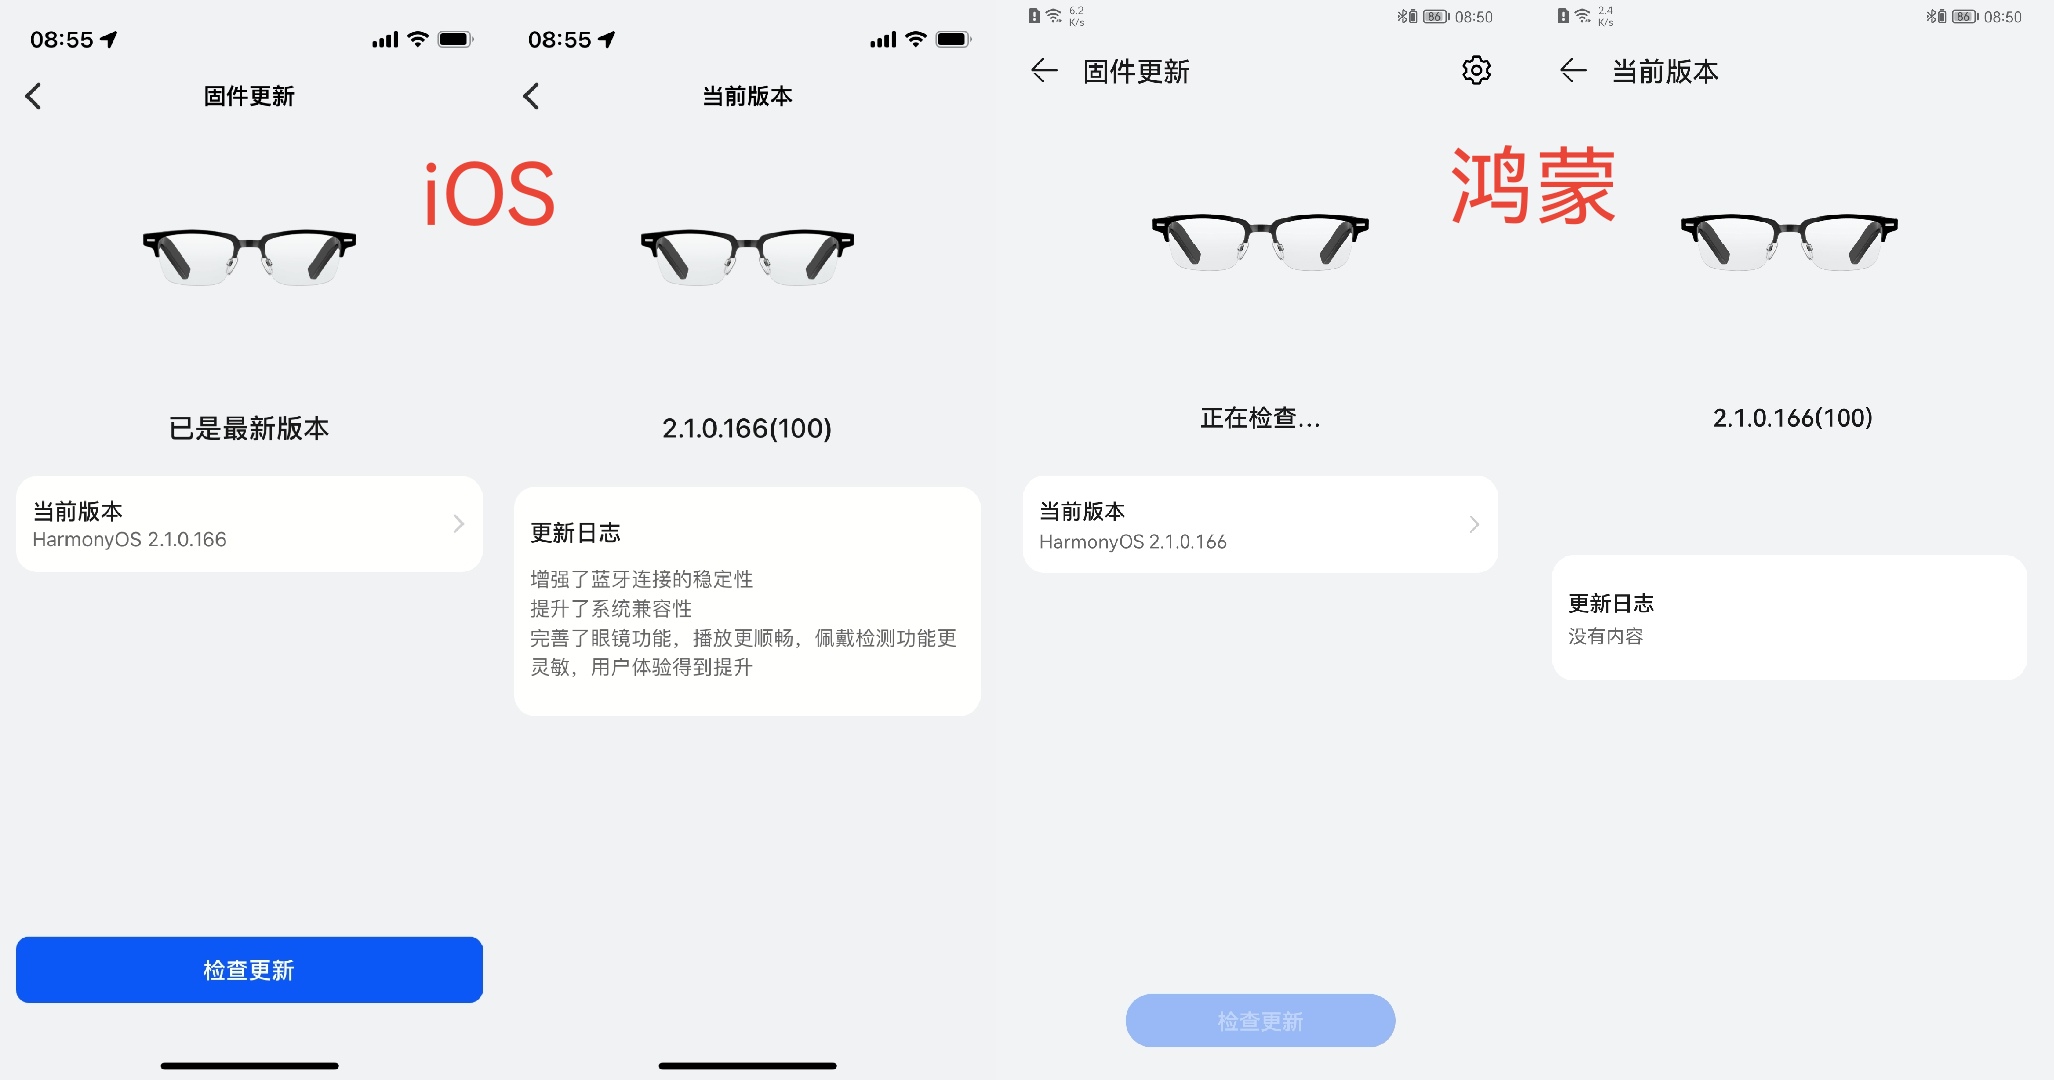 08:55
固件更新
已是最新版本
当前版本
HarmonyOS 2.1.0.166
检查更新
iOS
08:55
当前版本
2.1.0.166(100)
更新日志
增强了蓝牙连接的稳定性
提升了系统兼容性
完善了眼镜功能，播放更顺畅，佩戴检测功能更
灵敏，用户体验得到提升
6.2
K/s
86
08:50
固件更新
正在检查...
当前版本
HarmonyOS 2.1.0.166
检查更新
鸿蒙
2.4
K/s
86
08:50
当前版本
2.1.0.166(100)
更新日志
没有内容